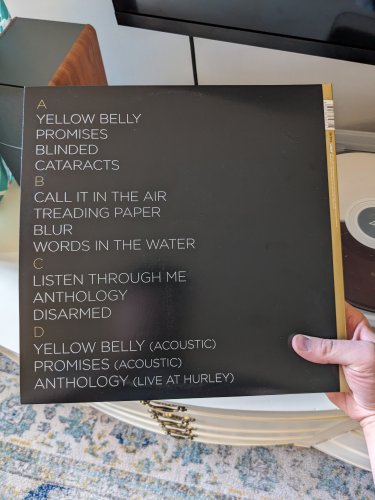 A
YELLOW BELLY
PROMISES
BLINDED
CATARACTS
B
CALL IT IN THE AIR
TREADING PAPER
BLUR
WORDS IN THE WATER
C
LISTEN THROUGH ME
ANTHOLOGY
DISARMED
D
YELLOW BELLY (ACOUSTIC)
PROMISES (ACOUSTIC)
ANTHOLOGY (LIVE AT HURLEY)